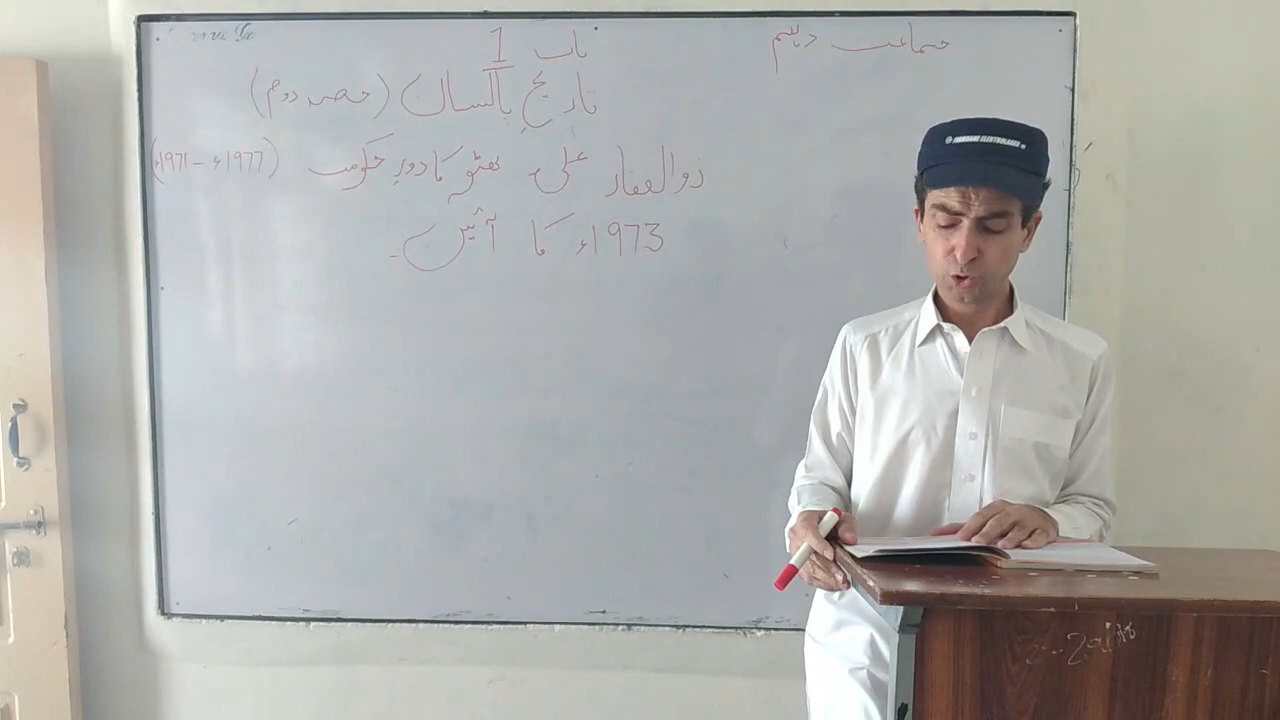 جماعت دہم
باب 1
تاریخِ پاکستان (حصہ دوم)
ذوالفقار علی بھٹو کا دورِ حکومت (1971ء – 1977ء)
1973ء کا آئین۔